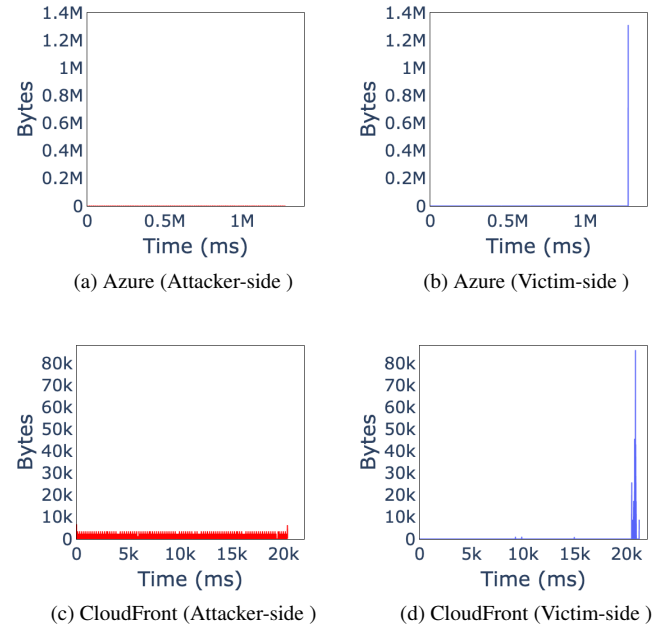 1.4M
1.2M
1M
0.8M
0.6M
0.4M
0.2M
0
Bytes
0 0.5M 1M
Time (ms)
(a) Azure (Attacker-side )
1.4M
1.2M
1M
0.8M
0.6M
0.4M
0.2M
0
Bytes
0 0.5M 1M
Time (ms)
(b) Azure (Victim-side )
80k
70k
60k
50k
40k
30k
20k
10k
0
Bytes
0 5k 10k 15k 20k
Time (ms)
(c) CloudFront (Attacker-side )
80k
70k
60k
50k
40k
30k
20k
10k
0
Bytes
0 5k 10k 15k 20k
Time (ms)
(d) CloudFront (Victim-side )